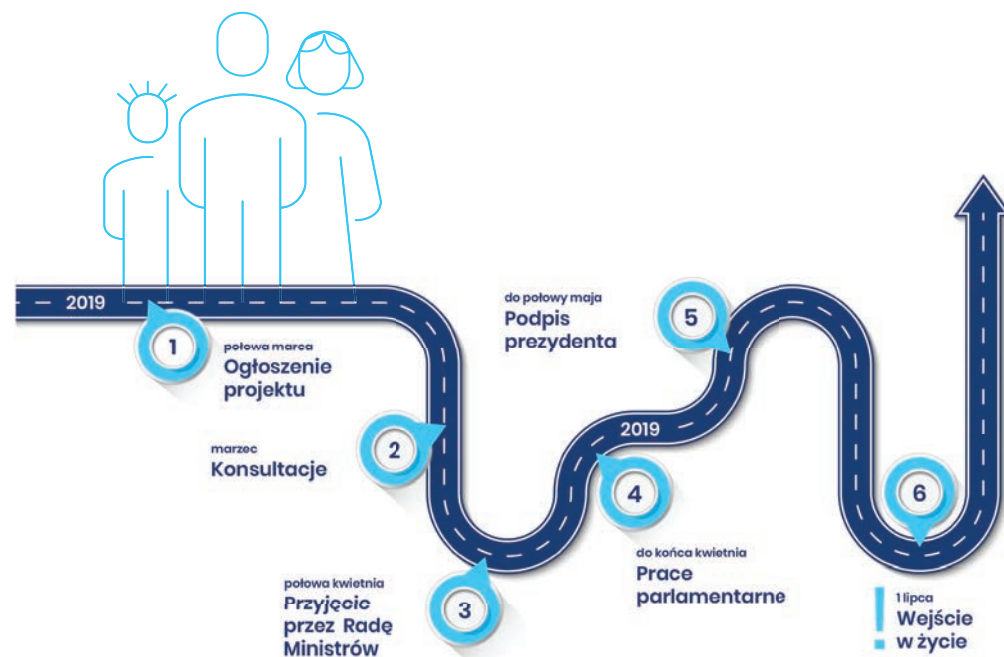 2019
1
połowa marca
Ogłoszenie
projektu
2
marzec
Konsultacje
3
połowa kwietnia
Przyjęcie
przez Radę
Ministrów
2019
4
do końca kwietnia
Prace
parlamentarne
5
do połowy maja
Podpis
prezydenta
6
! 1 lipca
Wejście
w życie